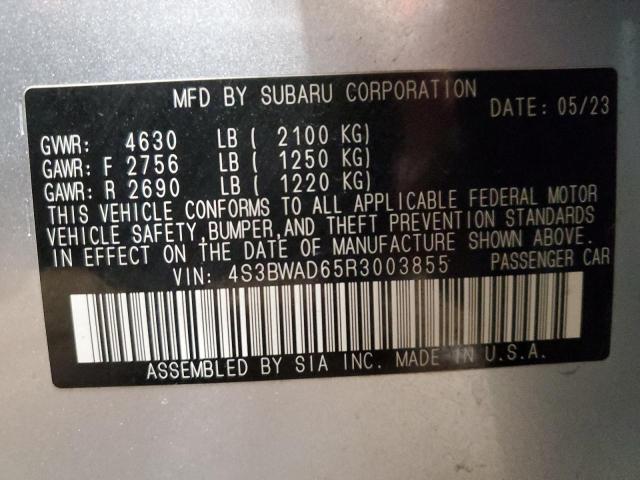 MFD BY SUBARU CORPORATION DATE: 05/23
GVWR: 4630 LB ( 2100 KG)
GAWR: F 2756 LB ( 1250 KG)
GAWR: R 2690 LB ( 1220 KG)
THIS VEHICLE CONFORMS TO ALL APPLICABLE FEDERAL MOTOR
VEHICLE SAFETY,BUMPER,AND THEFT PREVENTION STANDARDS
IN EFFECT ON THE DATE OF MANUFACTURE SHOWN ABOVE.
VIN: 4S3BWAD65R3003855 PASSENGER CAR
ASSEMBLED BY SIA INC. MADE IN U.S.A.